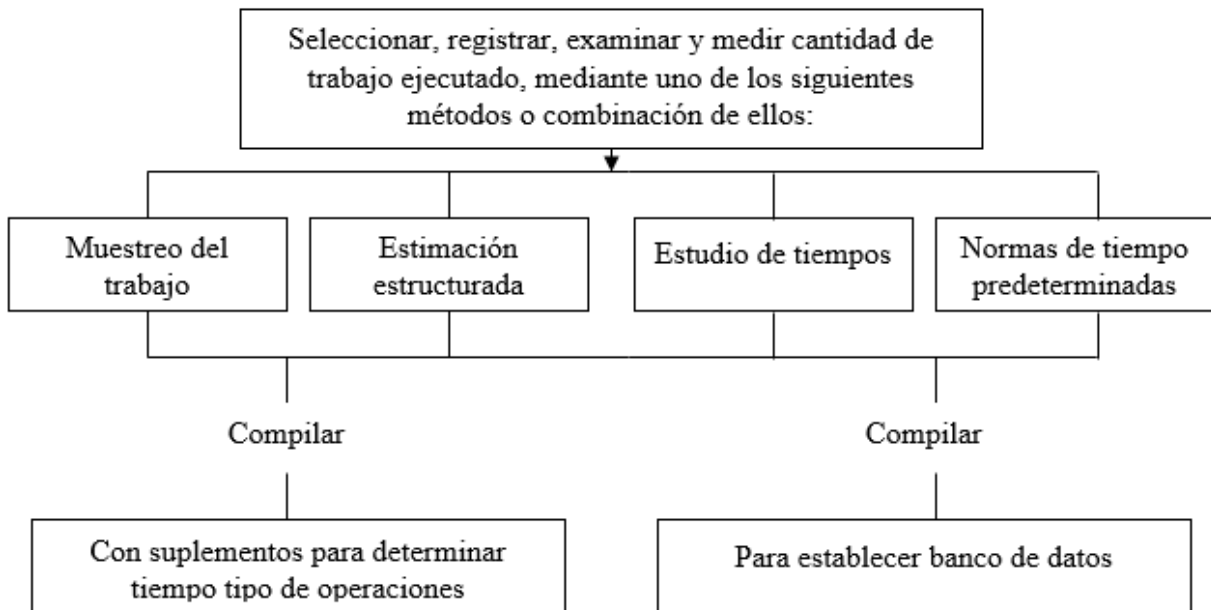 Seleccionar, registrar, examinar y medir cantidad de
trabajo ejecutado, mediante uno de los siguientes
métodos o combinación de ellos:
Muestreo del
trabajo
Estimación
estructurada
Estudio de tiempos
Normas de tiempo
predeterminadas
Compilar
Compilar
Con suplementos para determinar
tiempo tipo de operaciones
Para establecer banco de datos